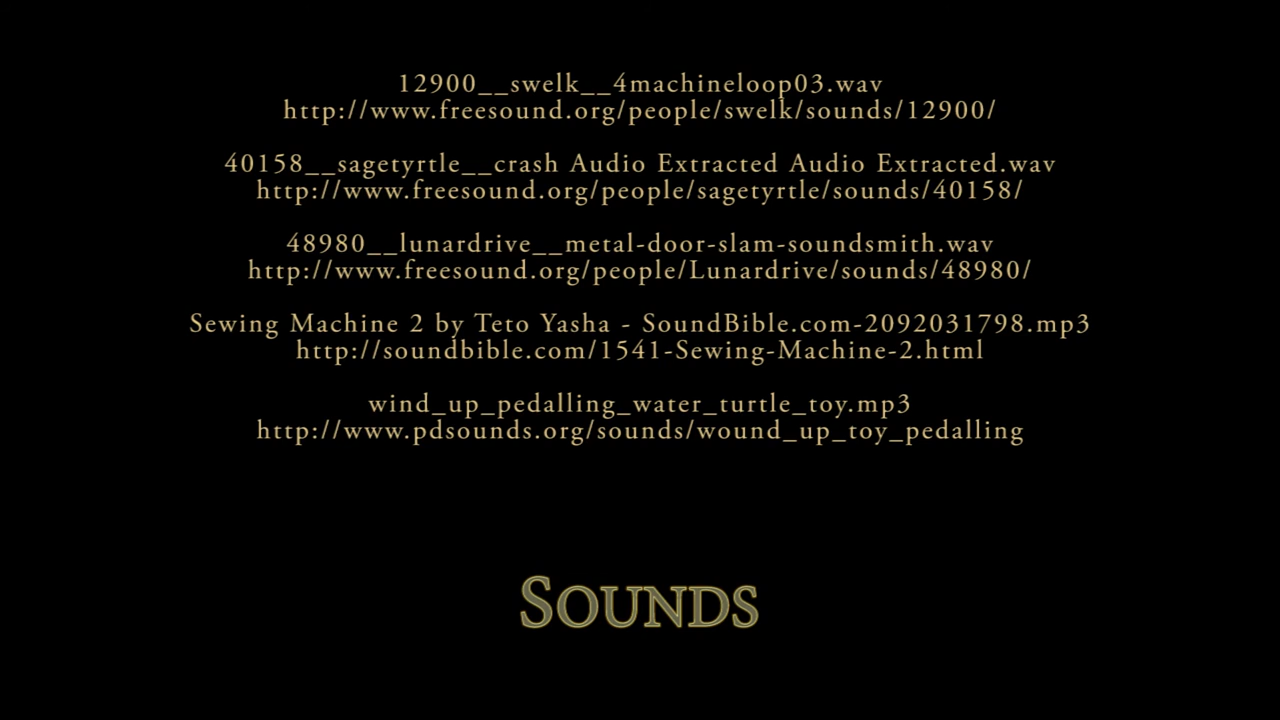 12900__swelk__4machineloop03.wav
http://www.freesound.org/people/swelk/sounds/12900/
40158__sagetyrtle__crash Audio Extracted Audio Extracted.wav
http://www.freesound.org/people/sagetyrtle/sounds/40158/
48980__lunardrive__metal-door-slam-soundsmith.wav
http://www.freesound.org/people/Lunardrive/sounds/48980/
Sewing Machine 2 by Teto Yasha - SoundBible.com-2092031798.mp3
http://soundbible.com/1541-Sewing-Machine-2.html
wind_up_pedalling_water_turtle_toy.mp3
http://www.pdsounds.org/sounds/wound_up_toy_pedalling
Sounds